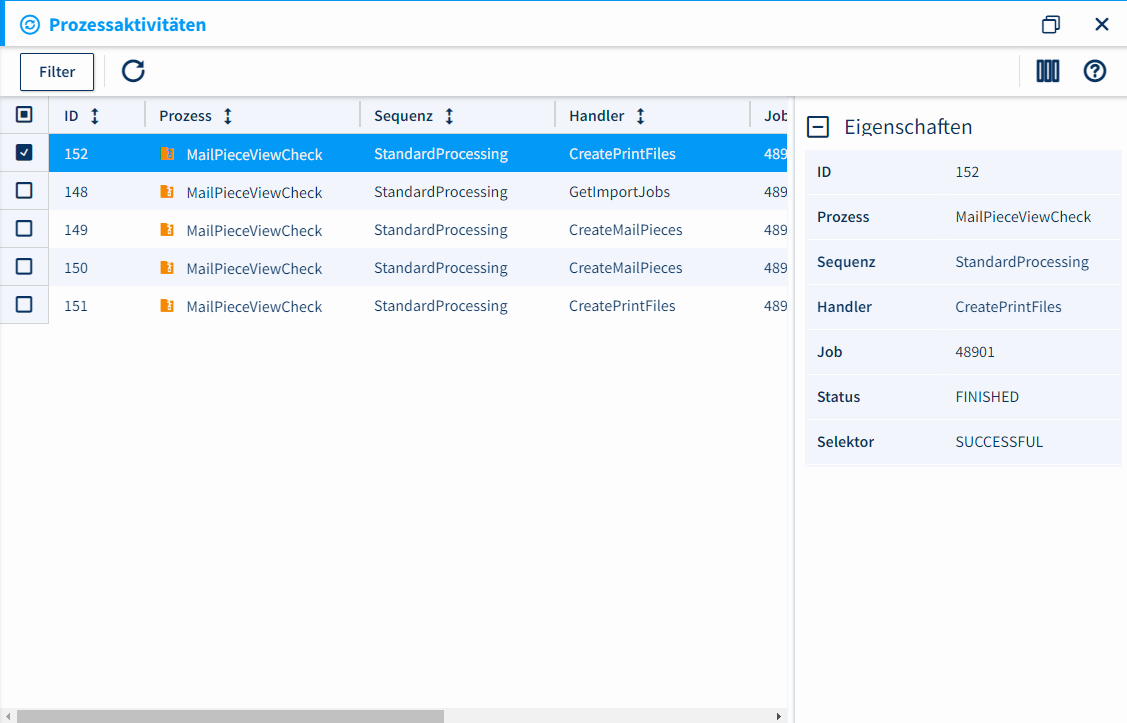 Prozessaktivitäten
Filter
ID Prozess Sequenz Handler Job
152 MailPieceViewCheck StandardProcessing CreatePrintFiles 489
148 MailPieceViewCheck StandardProcessing GetImportJobs 489
149 MailPieceViewCheck StandardProcessing CreateMailPieces 489
150 MailPieceViewCheck StandardProcessing CreateMailPieces 489
151 MailPieceViewCheck StandardProcessing CreatePrintFiles 489
Eigenschaften
ID 152
Prozess MailPieceViewCheck
Sequenz StandardProcessing
Handler CreatePrintFiles
Job 48901
Status FINISHED
Selektor SUCCESSFUL